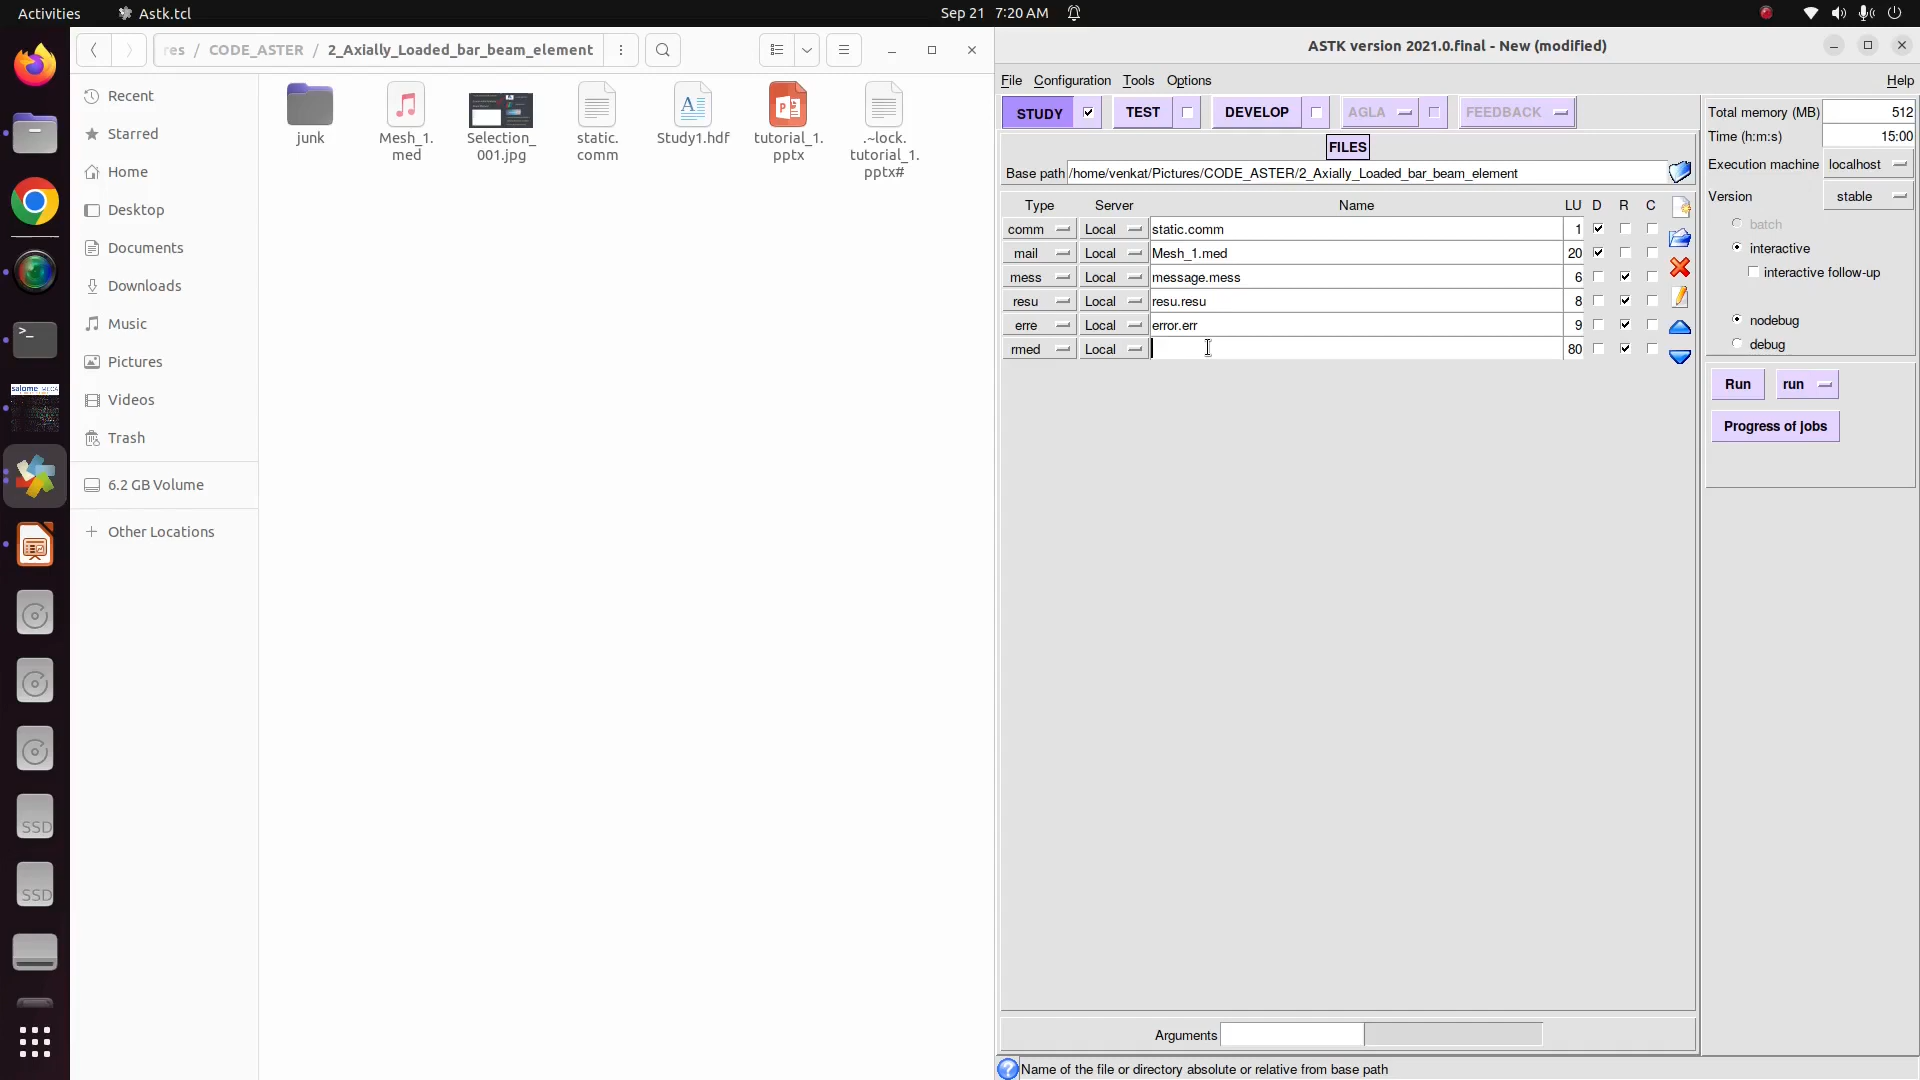 Activities
Astk.tcl
Sep 21 7:20 AM
res / CODE_ASTER / 2_Axially_Loaded_bar_beam_element
Recent
Starred
Home
Desktop
Documents
Downloads
Music
Pictures
Videos
Trash
6.2 GB Volume
+ Other Locations
junk
Mesh_1.
med
Selection_
001.jpg
static.
comm
Study1.hdf
tutorial_1.
pptx
.~lock.
tutorial_1.
pptx#
SSD
SSD
ASTK version 2021.0.final - New (modified)
File Configuration Tools Options Help
STUDY TEST DEVELOP AGLA FEEDBACK
FILES
Base path /home/venkat/Pictures/CODE_ASTER/2_Axially_Loaded_bar_beam_element
Type Server Name LU D R C
comm Local static.comm 1
mail Local Mesh_1.med 20
mess Local message.mess 6
resu Local resu.resu 8
erre Local error.err 9
rmed Local 80
Arguments
Name of the file or directory absolute or relative from base path
Total memory (MB) 512
Time (h:m:s) 15:00
Execution machine localhost
Version stable
batch
interactive
interactive follow-up
nodebug
debug
Run run
Progress of jobs